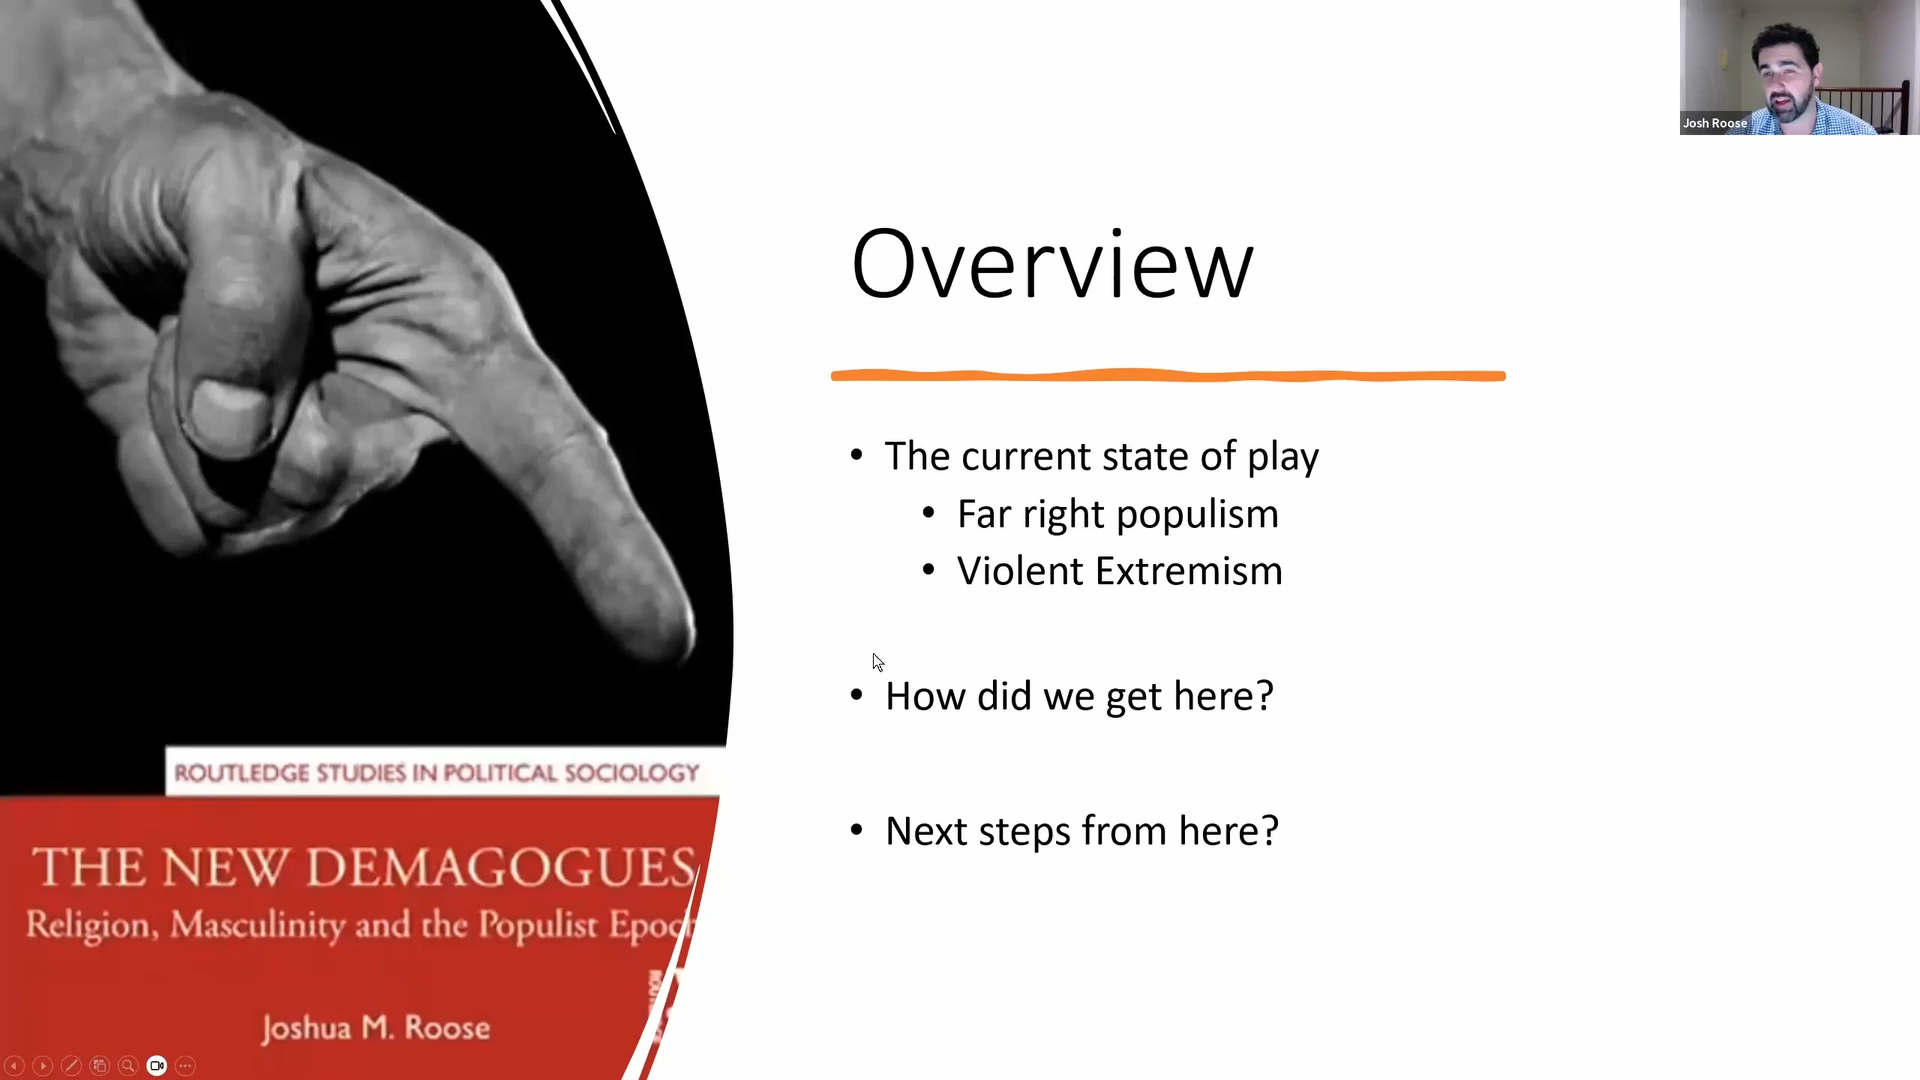 Josh Roose
Overview
• The current state of play
• Far right populism
• Violent Extremism
• How did we get here?
• Next steps from here?
ROUTLEDGE STUDIES IN POLITICAL SOCIOLOGY
THE NEW DEMAGOGUES
Religion, Masculinity and the Populist Epoch
Joshua M. Roose